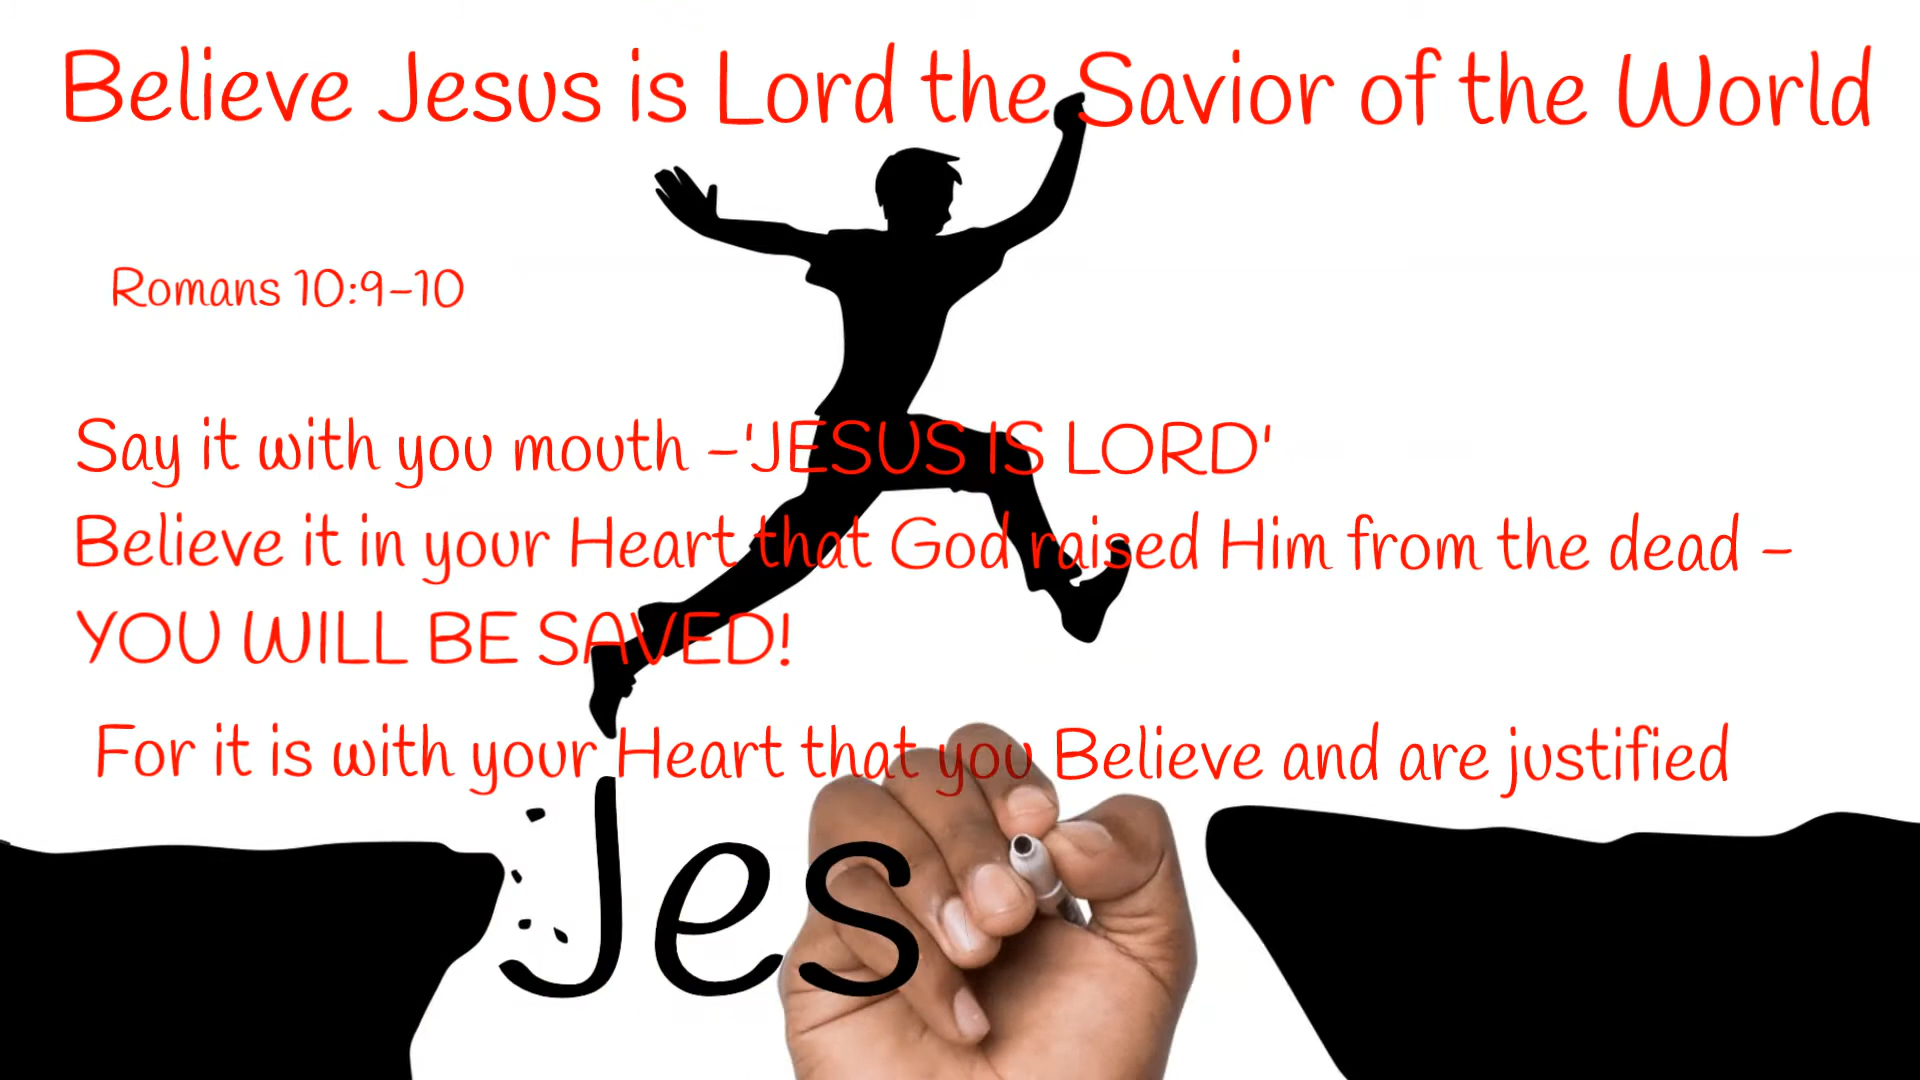 Believe Jesus is Lord the Savior of the World
Romans 10:9-10
Say it with you mouth -'JESUS IS LORD'
Believe it in your Heart that God raised Him from the dead -
YOU WILL BE SAVED!
For it is with your Heart that you Believe and are justified
Jes